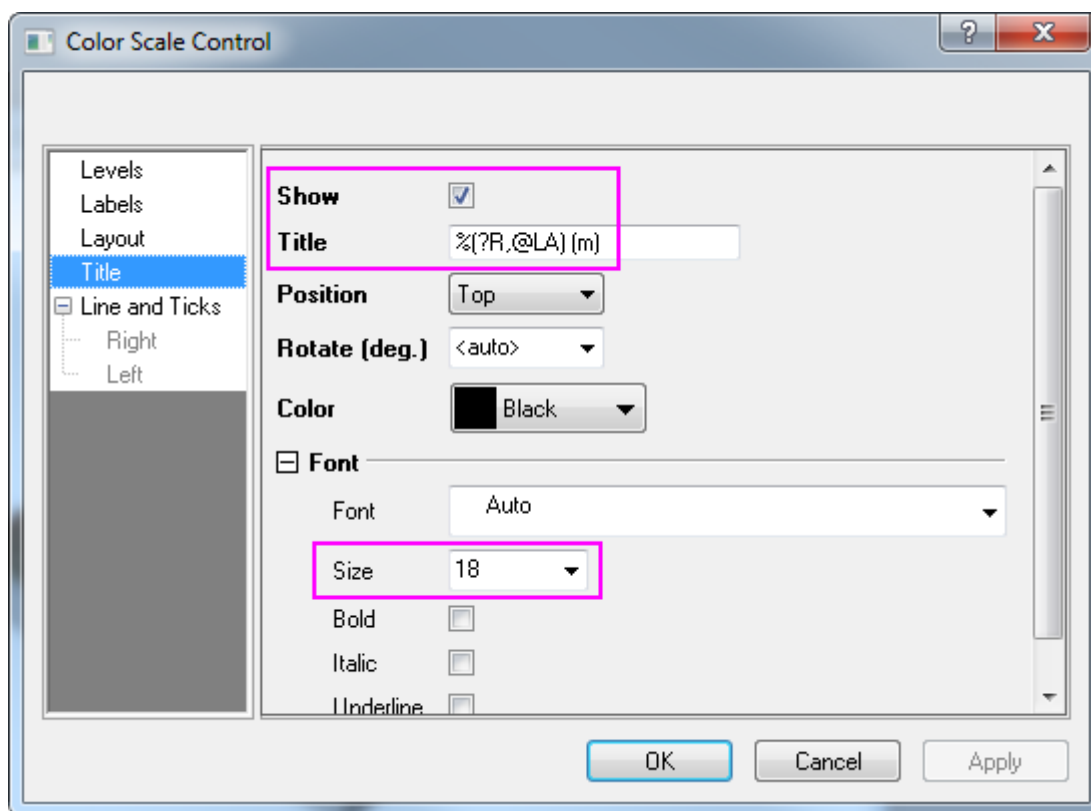 Color Scale Control
Levels
Labels
Layout
Title
Line and Ticks
Right
Left
Show
Title %(?R,@LA) (m)
Position Top
Rotate (deg.) <auto>
Color Black
Font
Font Auto
Size 18
Bold
Italic
Underline
OK Cancel Apply